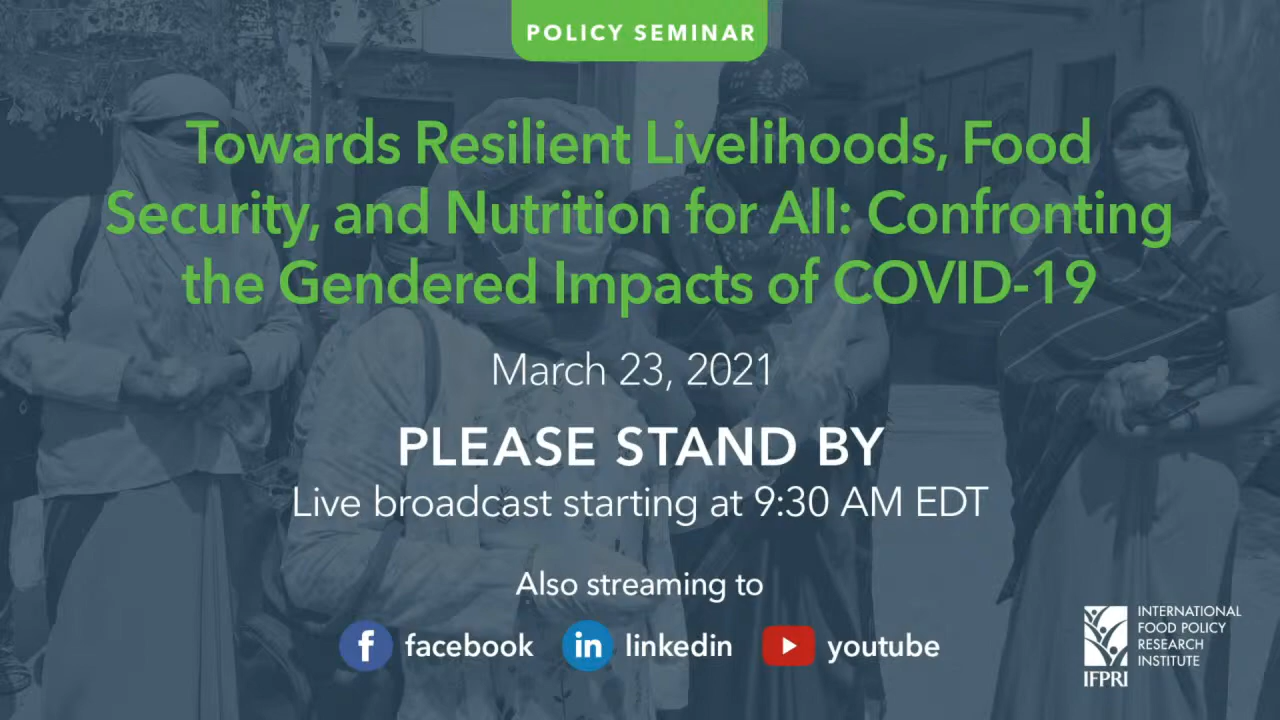 POLICY SEMINAR
Towards Resilient Livelihoods, Food
Security, and Nutrition for All: Confronting
the Gendered Impacts of COVID-19
March 23, 2021
PLEASE STAND BY
Live broadcast starting at 9:30 AM EDT
Also streaming to
f facebook in linkedin youtube
INTERNATIONAL
FOOD POLICY
RESEARCH
INSTITUTE
IFPRI